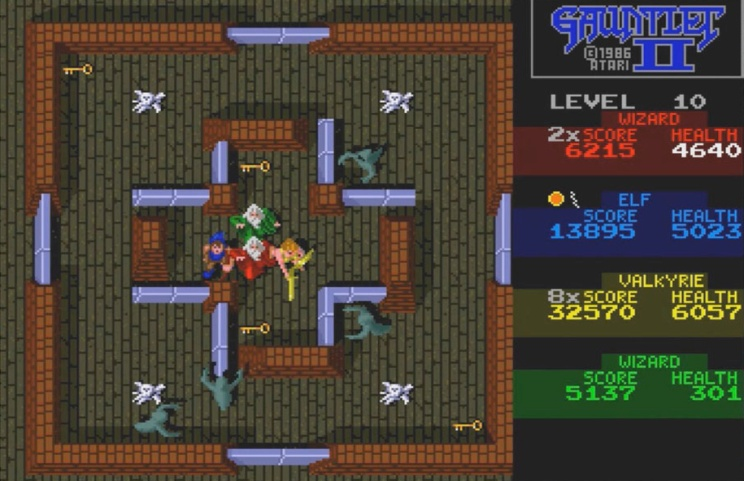 GAUNTLET
©1986
ATARI
II
LEVEL 10
WIZARD
2x SCORE HEALTH
6215 4640
ELF
SCORE HEALTH
13895 5023
VALKYRIE
8x SCORE HEALTH
32570 6057
WIZARD
SCORE HEALTH
5137 301